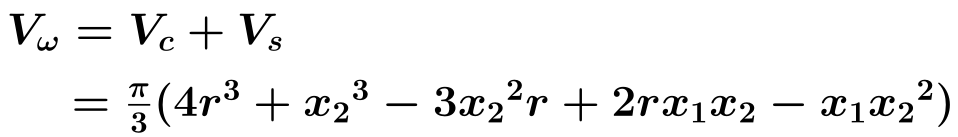 V_ω = V_c + V_s
= π/3 (4r³ + x₂³ − 3x₂²r + 2rx₁x₂ − x₁x₂²)